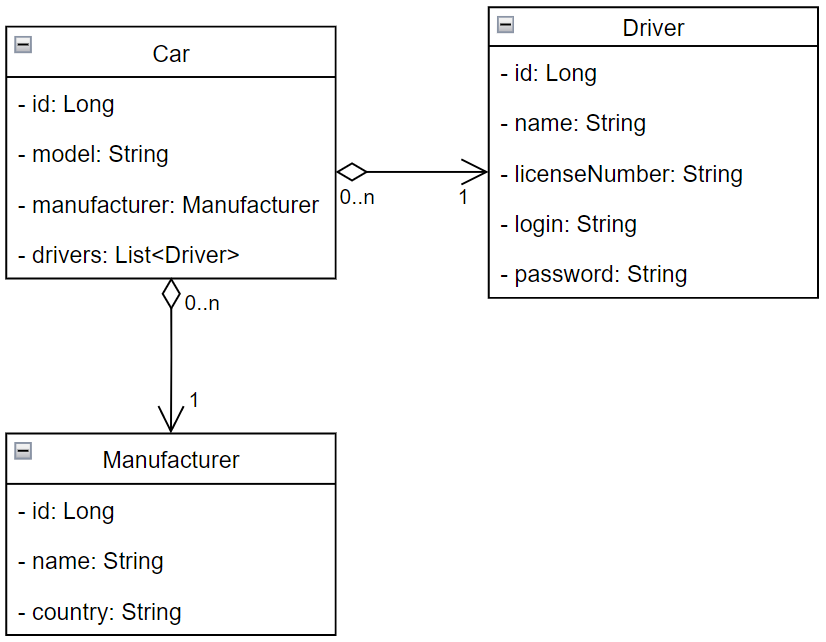 Car
- id: Long
- model: String
- manufacturer: Manufacturer
- drivers: List<Driver>
0..n
1
Driver
- id: Long
- name: String
- licenseNumber: String
- login: String
- password: String
0..n
1
Manufacturer
- id: Long
- name: String
- country: String